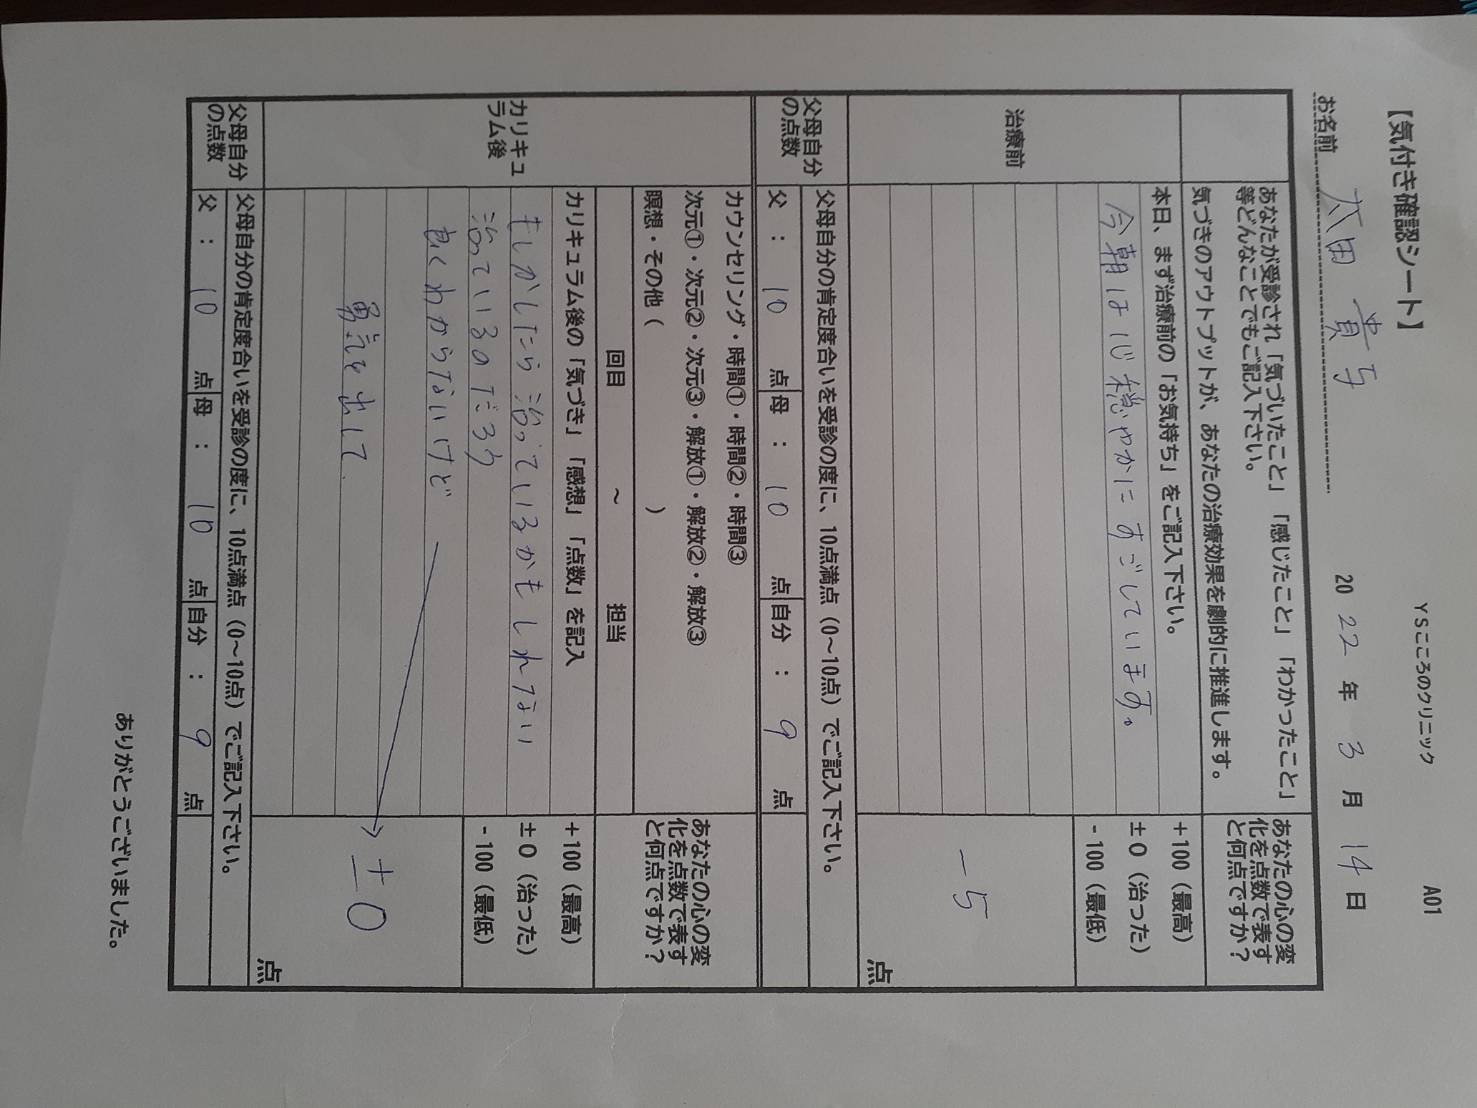 YSこころのクリニック
A01
【気付き確認シート】
お名前 太田 貴与
20 22 年 3 月 14 日
あなたが受診され「気づいたこと」「感じたこと」「わかったこと」
等どんなことでもご記入下さい。
気づきのアウトプットが、あなたの治療効果を劇的に推進します。
あなたの心の変
化を点数で表す
と何点ですか？
治療前
本日、まず治療前の「お気持ち」をご記入下さい。
今朝は心穏やかにすごしています。
+100（最高）
±0（治った）
-100（最低）
-5
点
父母自分
の点数
父母自分の肯定度合いを受診の度に、10点満点（0～10点）でご記入下さい。
父： 10 点 母： 10 点 自分： 9 点
カリキュ
ラム後
カウンセリング・時間①・時間②・時間③
次元①・次元②・次元③・解放①・解放②・解放③
瞑想・その他（ ）
あなたの心の変
化を点数で表す
と何点ですか？
回目 ～ 担当
カリキュラム後の「気づき」「感想」「点数」を記入
もしかしたら治っているかもしれない
治っているのだろう
良くわからないけど
勇気を出して
+100（最高）
±0（治った）
-100（最低）
±0
点
父母自分
の点数
父母自分の肯定度合いを受診の度に、10点満点（0～10点）でご記入下さい。
父： 10 点 母： 10 点 自分： 9 点
ありがとうございました。